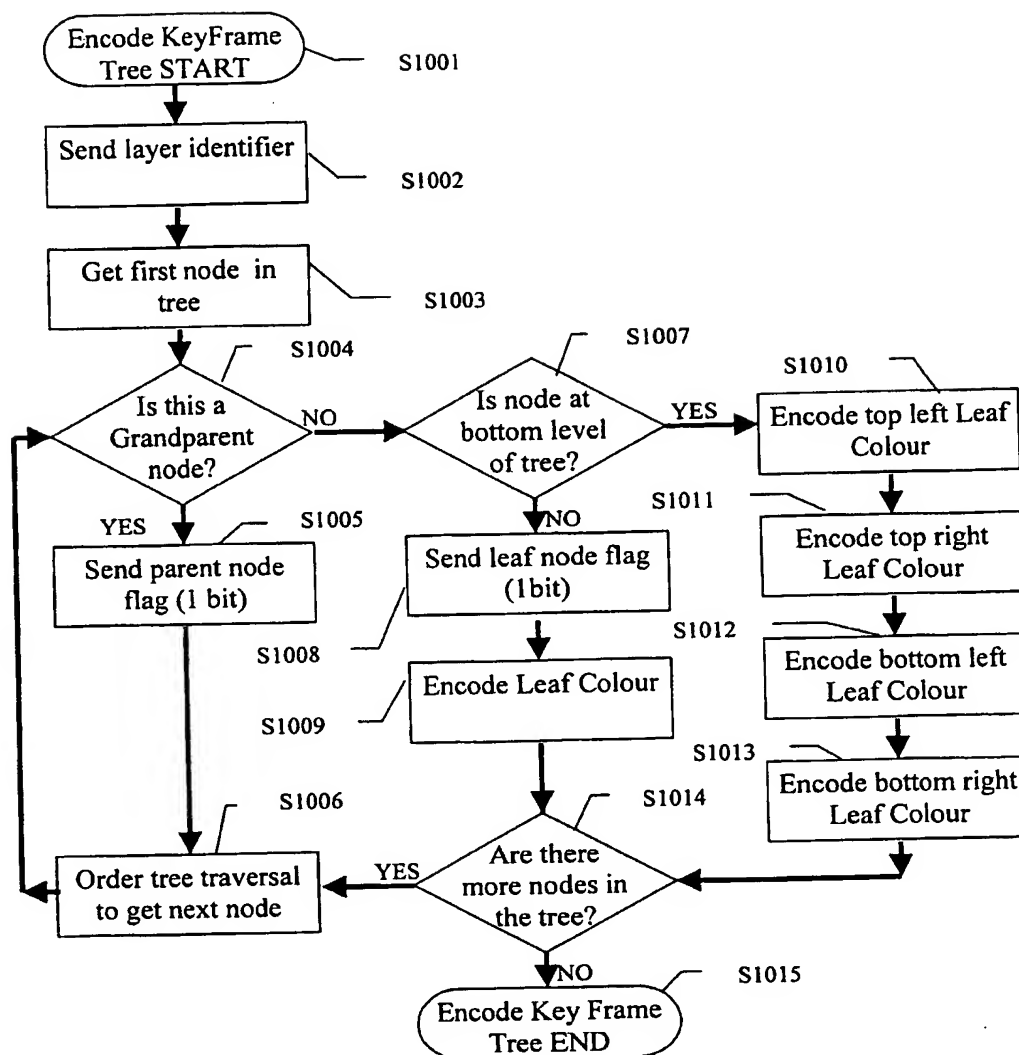 Encode KeyFrame
Tree START
S1001
Send layer identifier
S1002
Get first node in
tree
S1003
S1004
Is this a
Grandparent
node?
NO
YES
S1005
Send parent node
flag (1 bit)
S1006
Order tree traversal
to get next node
S1007
Is node at
bottom level
of tree?
YES
NO
Send leaf node flag
(1bit)
S1008
Encode Leaf Colour
S1009
S1010
Encode top left Leaf
Colour
S1011
Encode top right
Leaf Colour
S1012
Encode bottom left
Leaf Colour
S1013
Encode bottom right
Leaf Colour
S1014
Are there
more nodes in
the tree?
YES
NO
S1015
Encode Key Frame
Tree END